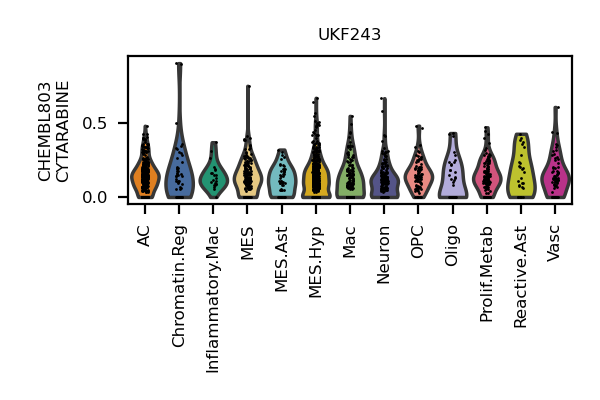 UKF243
CHEMBL803
CYTARABINE
0.5
0.0
AC
Chromatin.Reg
Inflammatory.Mac
MES
MES.Ast
MES.Hyp
Mac
Neuron
OPC
Oligo
Prolif.Metab
Reactive.Ast
Vasc